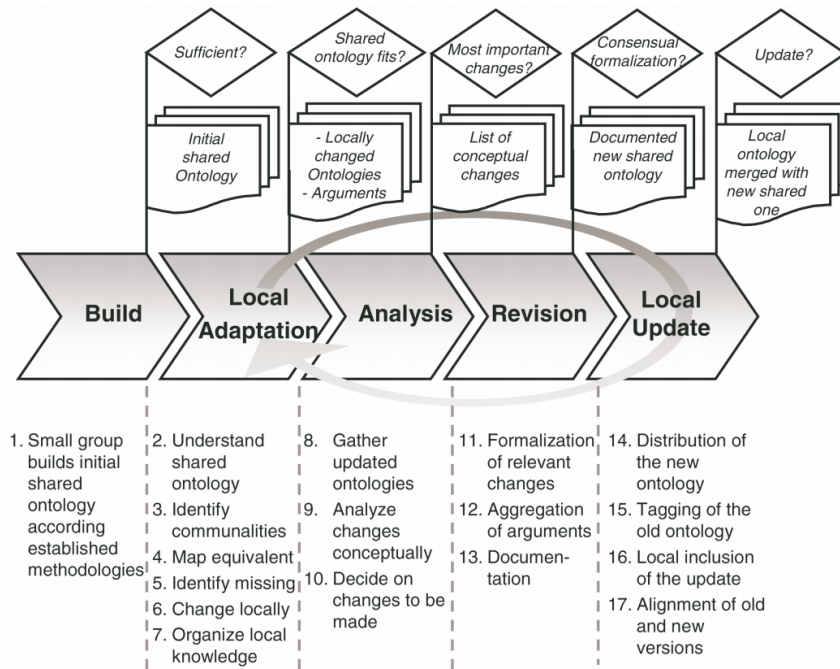 Sufficient?
Shared
ontology fits?
Most important
changes?
Consensual
formalization?
Update?
Initial
shared
Ontology
- Locally
changed
Ontologies
- Arguments
List of
conceptual
changes
Documented
new shared
ontology
Local
ontology
merged with
new shared
one
Build
Local
Adaptation
Analysis
Revision
Local
Update
1. Small group
builds initial
shared
ontology
according
established
methodologies
2. Understand
shared
ontology
3. Identify
communalities
4. Map equivalent
5. Identify missing
6. Change locally
7. Organize local
knowledge
8. Gather
updated
ontologies
9. Analyze
changes
conceptually
10. Decide on
changes to be
made
11. Formalization
of relevant
changes
12. Aggregation
of arguments
13. Documen-
tation
14. Distribution of
the new
ontology
15. Tagging of the
old ontology
16. Local inclusion
of the update
17. Alignment of old
and new
versions